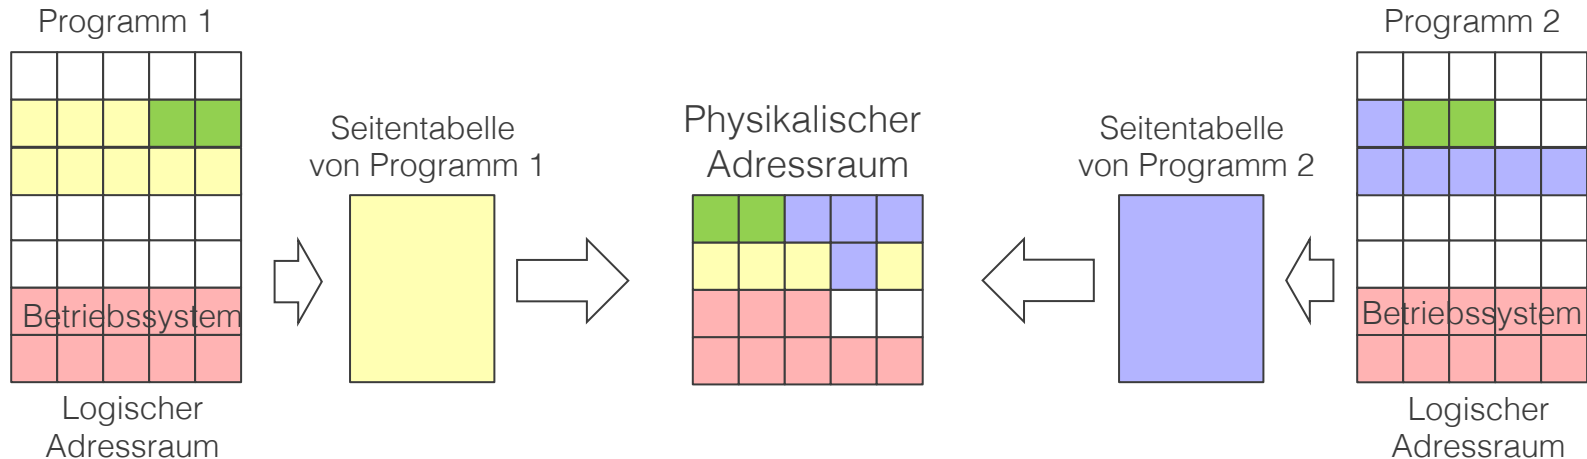 Programm 1
Betriebssystem
Logischer
Adressraum
Seitentabelle
von Programm 1
Physikalischer
Adressraum
Seitentabelle
von Programm 2
Programm 2
Betriebssystem
Logischer
Adressraum